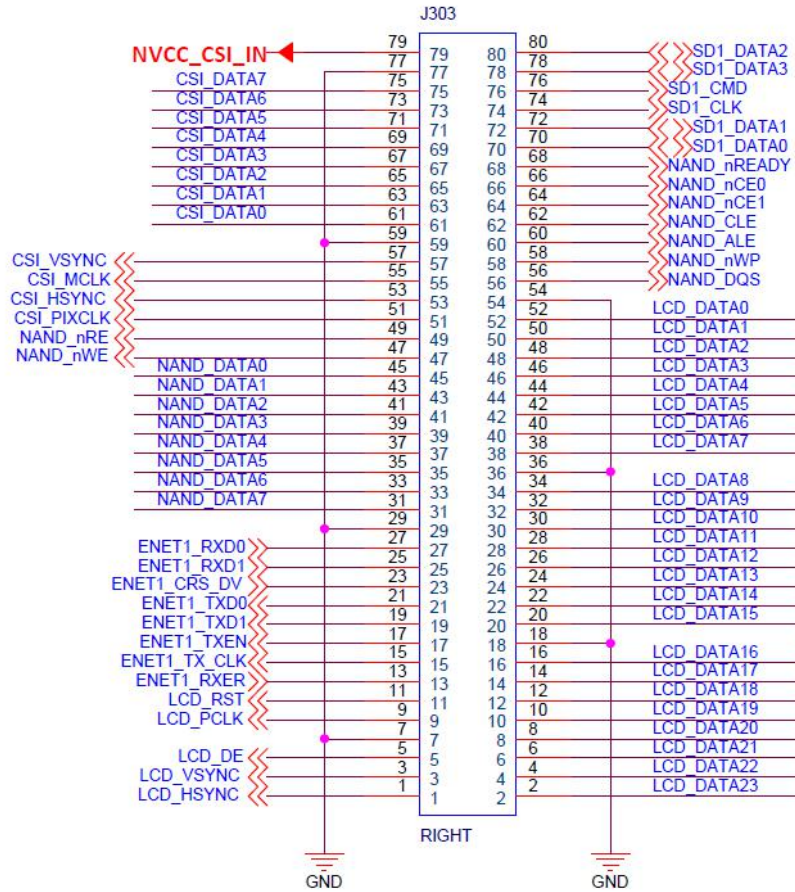 J303
NVCC_CSI_IN 79 79 80 80 SD1_DATA2
77 77 78 78 SD1_DATA3
CSI_DATA7 75 75 76 76 SD1_CMD
CSI_DATA6 73 73 74 74 SD1_CLK
CSI_DATA5 71 71 72 72 SD1_DATA1
CSI_DATA4 69 69 70 70 SD1_DATA0
CSI_DATA3 67 67 68 68 NAND_nREADY
CSI_DATA2 65 65 66 66 NAND_nCE0
CSI_DATA1 63 63 64 64 NAND_nCE1
CSI_DATA0 61 61 62 62 NAND_CLE
59 59 60 60 NAND_ALE
CSI_VSYNC 57 57 58 58 NAND_nWP
CSI_MCLK 55 55 56 56 NAND_DQS
CSI_HSYNC 53 53 54 54
CSI_PIXCLK 51 51 52 52 LCD_DATA0
NAND_nRE 49 49 50 50 LCD_DATA1
NAND_nWE 47 47 48 48 LCD_DATA2
NAND_DATA0 45 45 46 46 LCD_DATA3
NAND_DATA1 43 43 44 44 LCD_DATA4
NAND_DATA2 41 41 42 42 LCD_DATA5
NAND_DATA3 39 39 40 40 LCD_DATA6
NAND_DATA4 37 37 38 38 LCD_DATA7
NAND_DATA5 35 35 36 36
NAND_DATA6 33 33 34 34 LCD_DATA8
NAND_DATA7 31 31 32 32 LCD_DATA9
29 29 30 30 LCD_DATA10
ENET1_RXD0 27 27 28 28 LCD_DATA11
ENET1_RXD1 25 25 26 26 LCD_DATA12
ENET1_CRS_DV 23 23 24 24 LCD_DATA13
ENET1_TXD0 21 21 22 22 LCD_DATA14
ENET1_TXD1 19 19 20 20 LCD_DATA15
ENET1_TXEN 17 17 18 18
ENET1_TX_CLK 15 15 16 16 LCD_DATA16
ENET1_RXER 13 13 14 14 LCD_DATA17
LCD_RST 11 11 12 12 LCD_DATA18
LCD_PCLK 9 9 10 10 LCD_DATA19
7 7 8 8 LCD_DATA20
LCD_DE 5 5 6 6 LCD_DATA21
LCD_VSYNC 3 3 4 4 LCD_DATA22
LCD_HSYNC 1 1 2 2 LCD_DATA23
RIGHT
GND GND